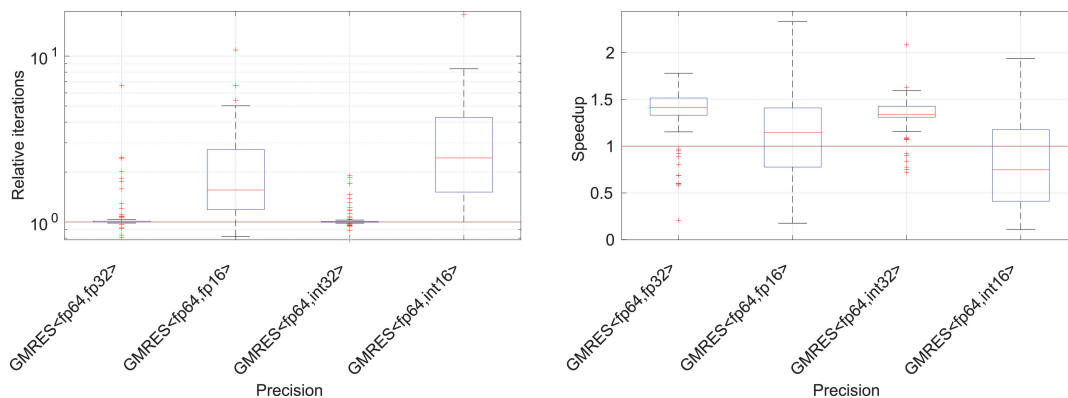 Relative iterations
10^1
10^0
GMRES<fp64,fp32>
GMRES<fp64,fp16>
GMRES<fp64,int32>
GMRES<fp64,int16>
Precision
Speedup
2
1.5
1
0.5
0
GMRES<fp64,fp32>
GMRES<fp64,fp16>
GMRES<fp64,int32>
GMRES<fp64,int16>
Precision